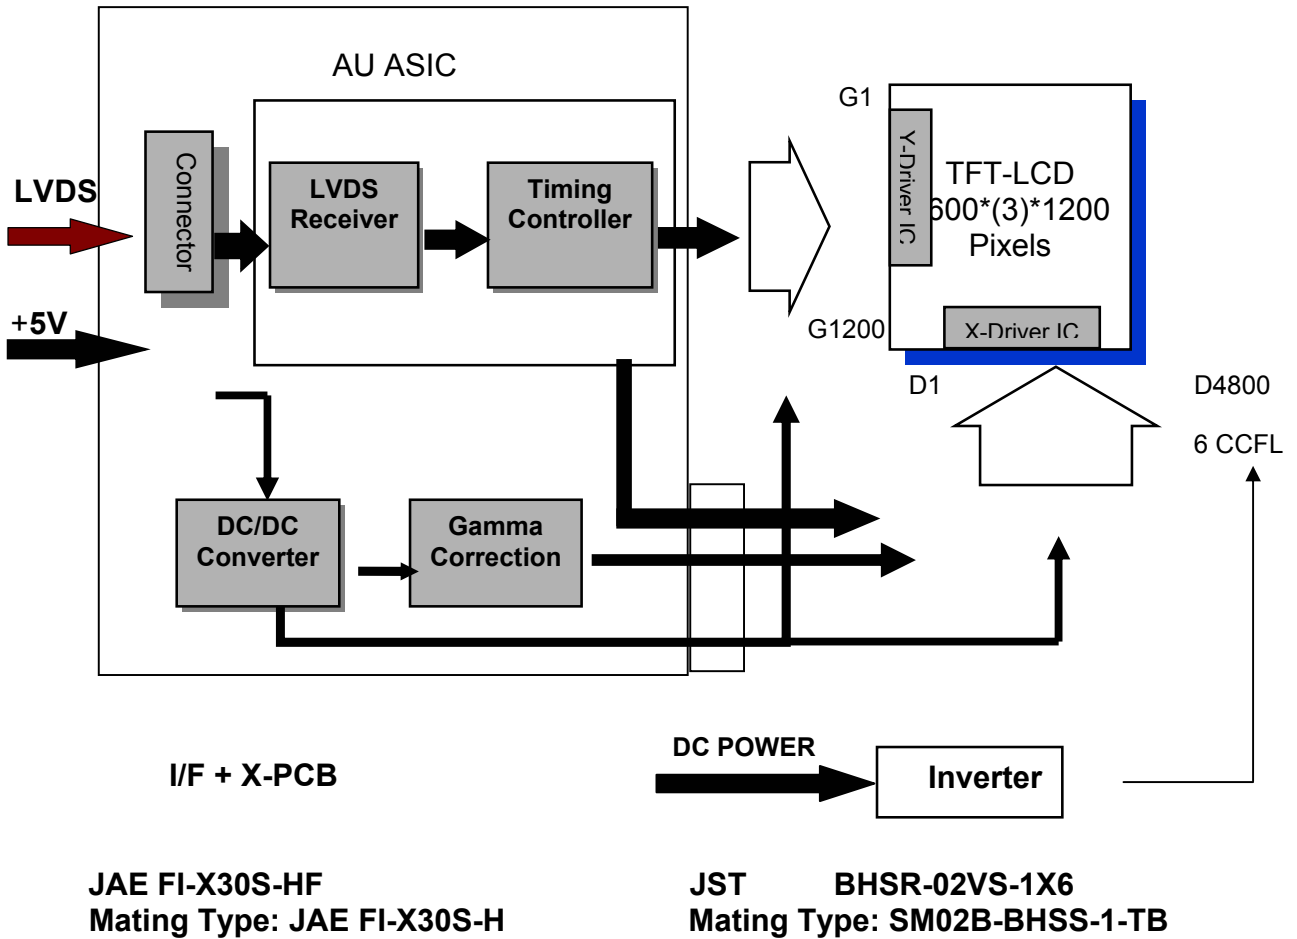 AU ASIC
G1
Connector
LVDS
Receiver
Timing
Controller
Y-Driver IC
TFT-LCD
600*(3)*1200
Pixels
LVDS
+5V
G1200
X-Driver IC
D1
D4800
6 CCFL
DC/DC
Converter
Gamma
Correction
DC POWER
I/F + X-PCB
Inverter
JAE FI-X30S-HF
Mating Type: JAE FI-X30S-H
JST BHSR-02VS-1X6
Mating Type: SM02B-BHSS-1-TB